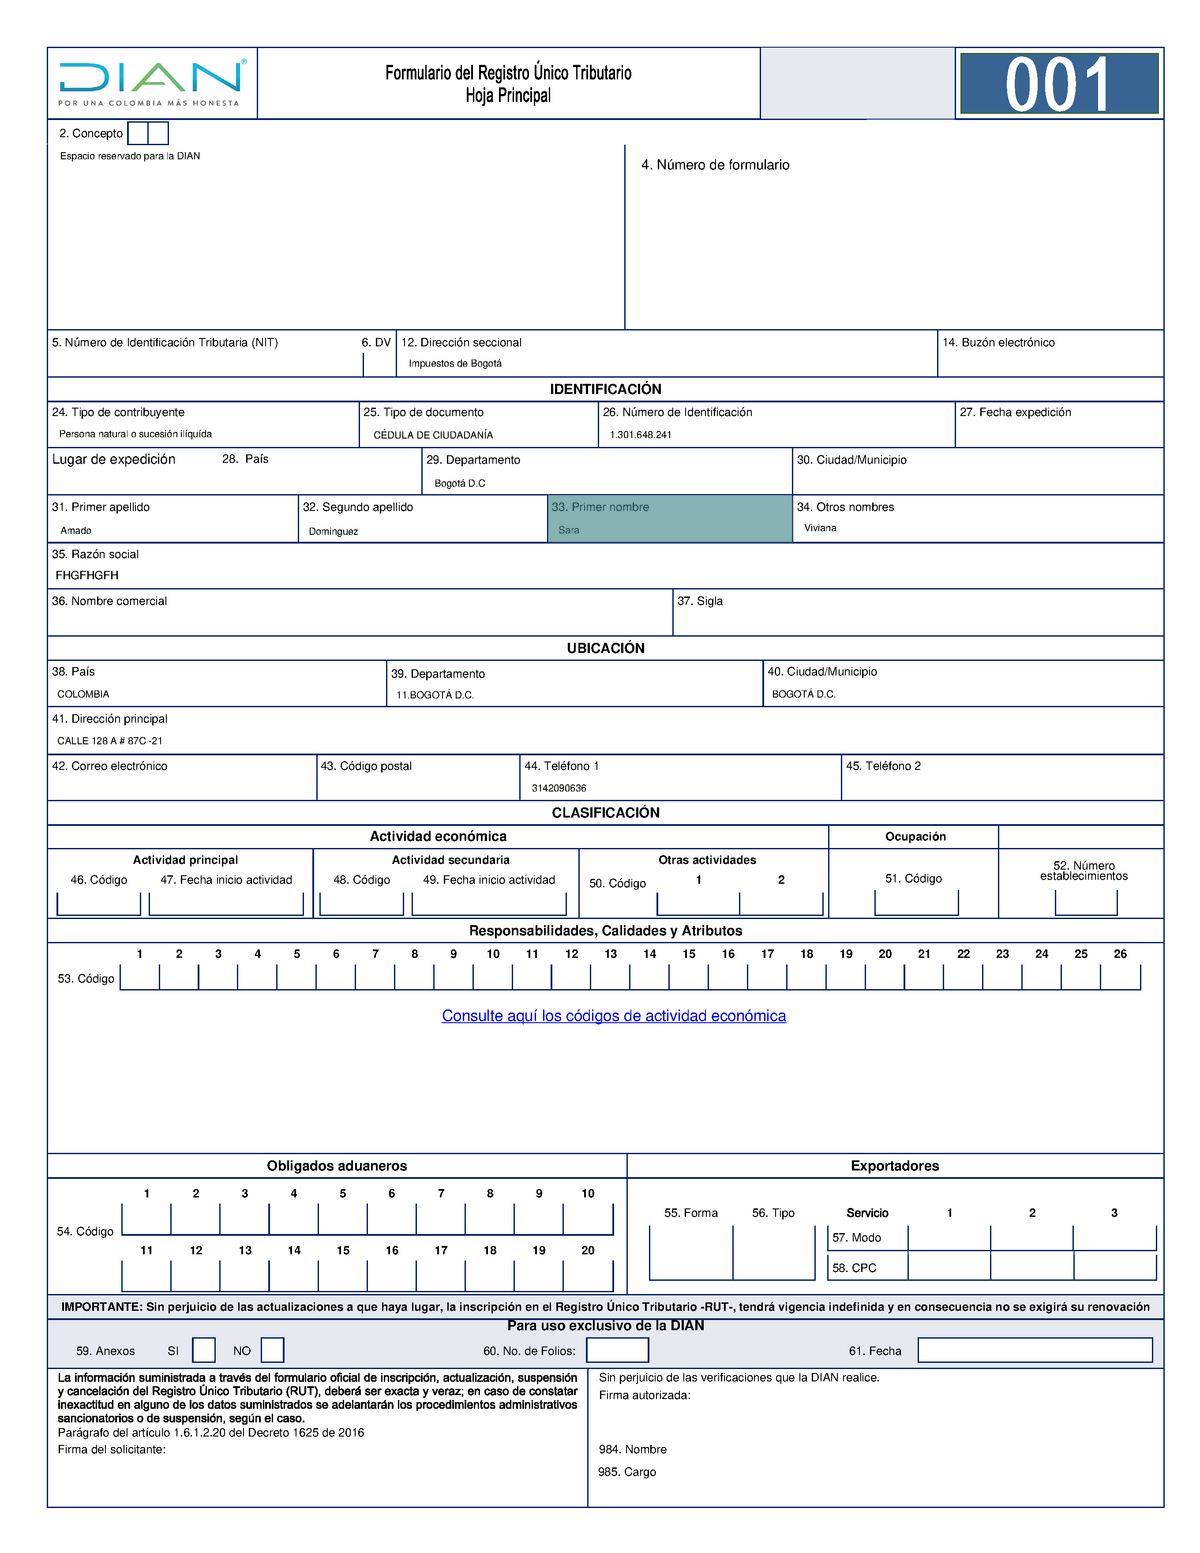 DIAN®
POR UNA COLOMBIA MÁS HONESTA
Formulario del Registro Único Tributario
Hoja Principal
001
2. Concepto
Espacio reservado para la DIAN
4. Número de formulario
5. Número de Identificación Tributaria (NIT) 6. DV 12. Dirección seccional 14. Buzón electrónico
Impuestos de Bogotá
IDENTIFICACIÓN
24. Tipo de contribuyente 25. Tipo de documento 26. Número de Identificación 27. Fecha expedición
Persona natural o sucesión ilíquída CÉDULA DE CIUDADANÍA 1.301.648.241
Lugar de expedición 28. País 29. Departamento 30. Ciudad/Municipio
Bogotá D.C
31. Primer apellido 32. Segundo apellido 33. Primer nombre 34. Otros nombres
Amado Dominguez Sara Viviana
35. Razón social
FHGFHGFH
36. Nombre comercial 37. Sigla
UBICACIÓN
38. País 39. Departamento 40. Ciudad/Municipio
COLOMBIA 11.BOGOTÁ D.C. BOGOTÁ D.C.
41. Dirección principal
CALLE 128 A # 87C -21
42. Correo electrónico 43. Código postal 44. Teléfono 1 45. Teléfono 2
3142090636
CLASIFICACIÓN
Actividad económica Ocupación
Actividad principal Actividad secundaria Otras actividades 52. Número
establecimientos
46. Código 47. Fecha inicio actividad 48. Código 49. Fecha inicio actividad 50. Código 1 2 51. Código
Responsabilidades, Calidades y Atributos
1 2 3 4 5 6 7 8 9 10 11 12 13 14 15 16 17 18 19 20 21 22 23 24 25 26
53. Código
Consulte aquí los códigos de actividad económica
Obligados aduaneros Exportadores
1 2 3 4 5 6 7 8 9 10
54. Código
11 12 13 14 15 16 17 18 19 20
55. Forma 56. Tipo Servicio 1 2 3
57. Modo
58. CPC
IMPORTANTE: Sin perjuicio de las actualizaciones a que haya lugar, la inscripción en el Registro Único Tributario -RUT-, tendrá vigencia indefinida y en consecuencia no se exigirá su renovación
Para uso exclusivo de la DIAN
59. Anexos SI NO 60. No. de Folios: 61. Fecha
La información suministrada a través del formulario oficial de inscripción, actualización, suspensión
y cancelación del Registro Único Tributario (RUT), deberá ser exacta y veraz; en caso de constatar
inexactitud en alguno de los datos suministrados se adelantarán los procedimientos administrativos
sancionatorios o de suspensión, según el caso.
Parágrafo del artículo 1.6.1.2.20 del Decreto 1625 de 2016
Firma del solicitante:
Sin perjuicio de las verificaciones que la DIAN realice.
Firma autorizada:
984. Nombre
985. Cargo